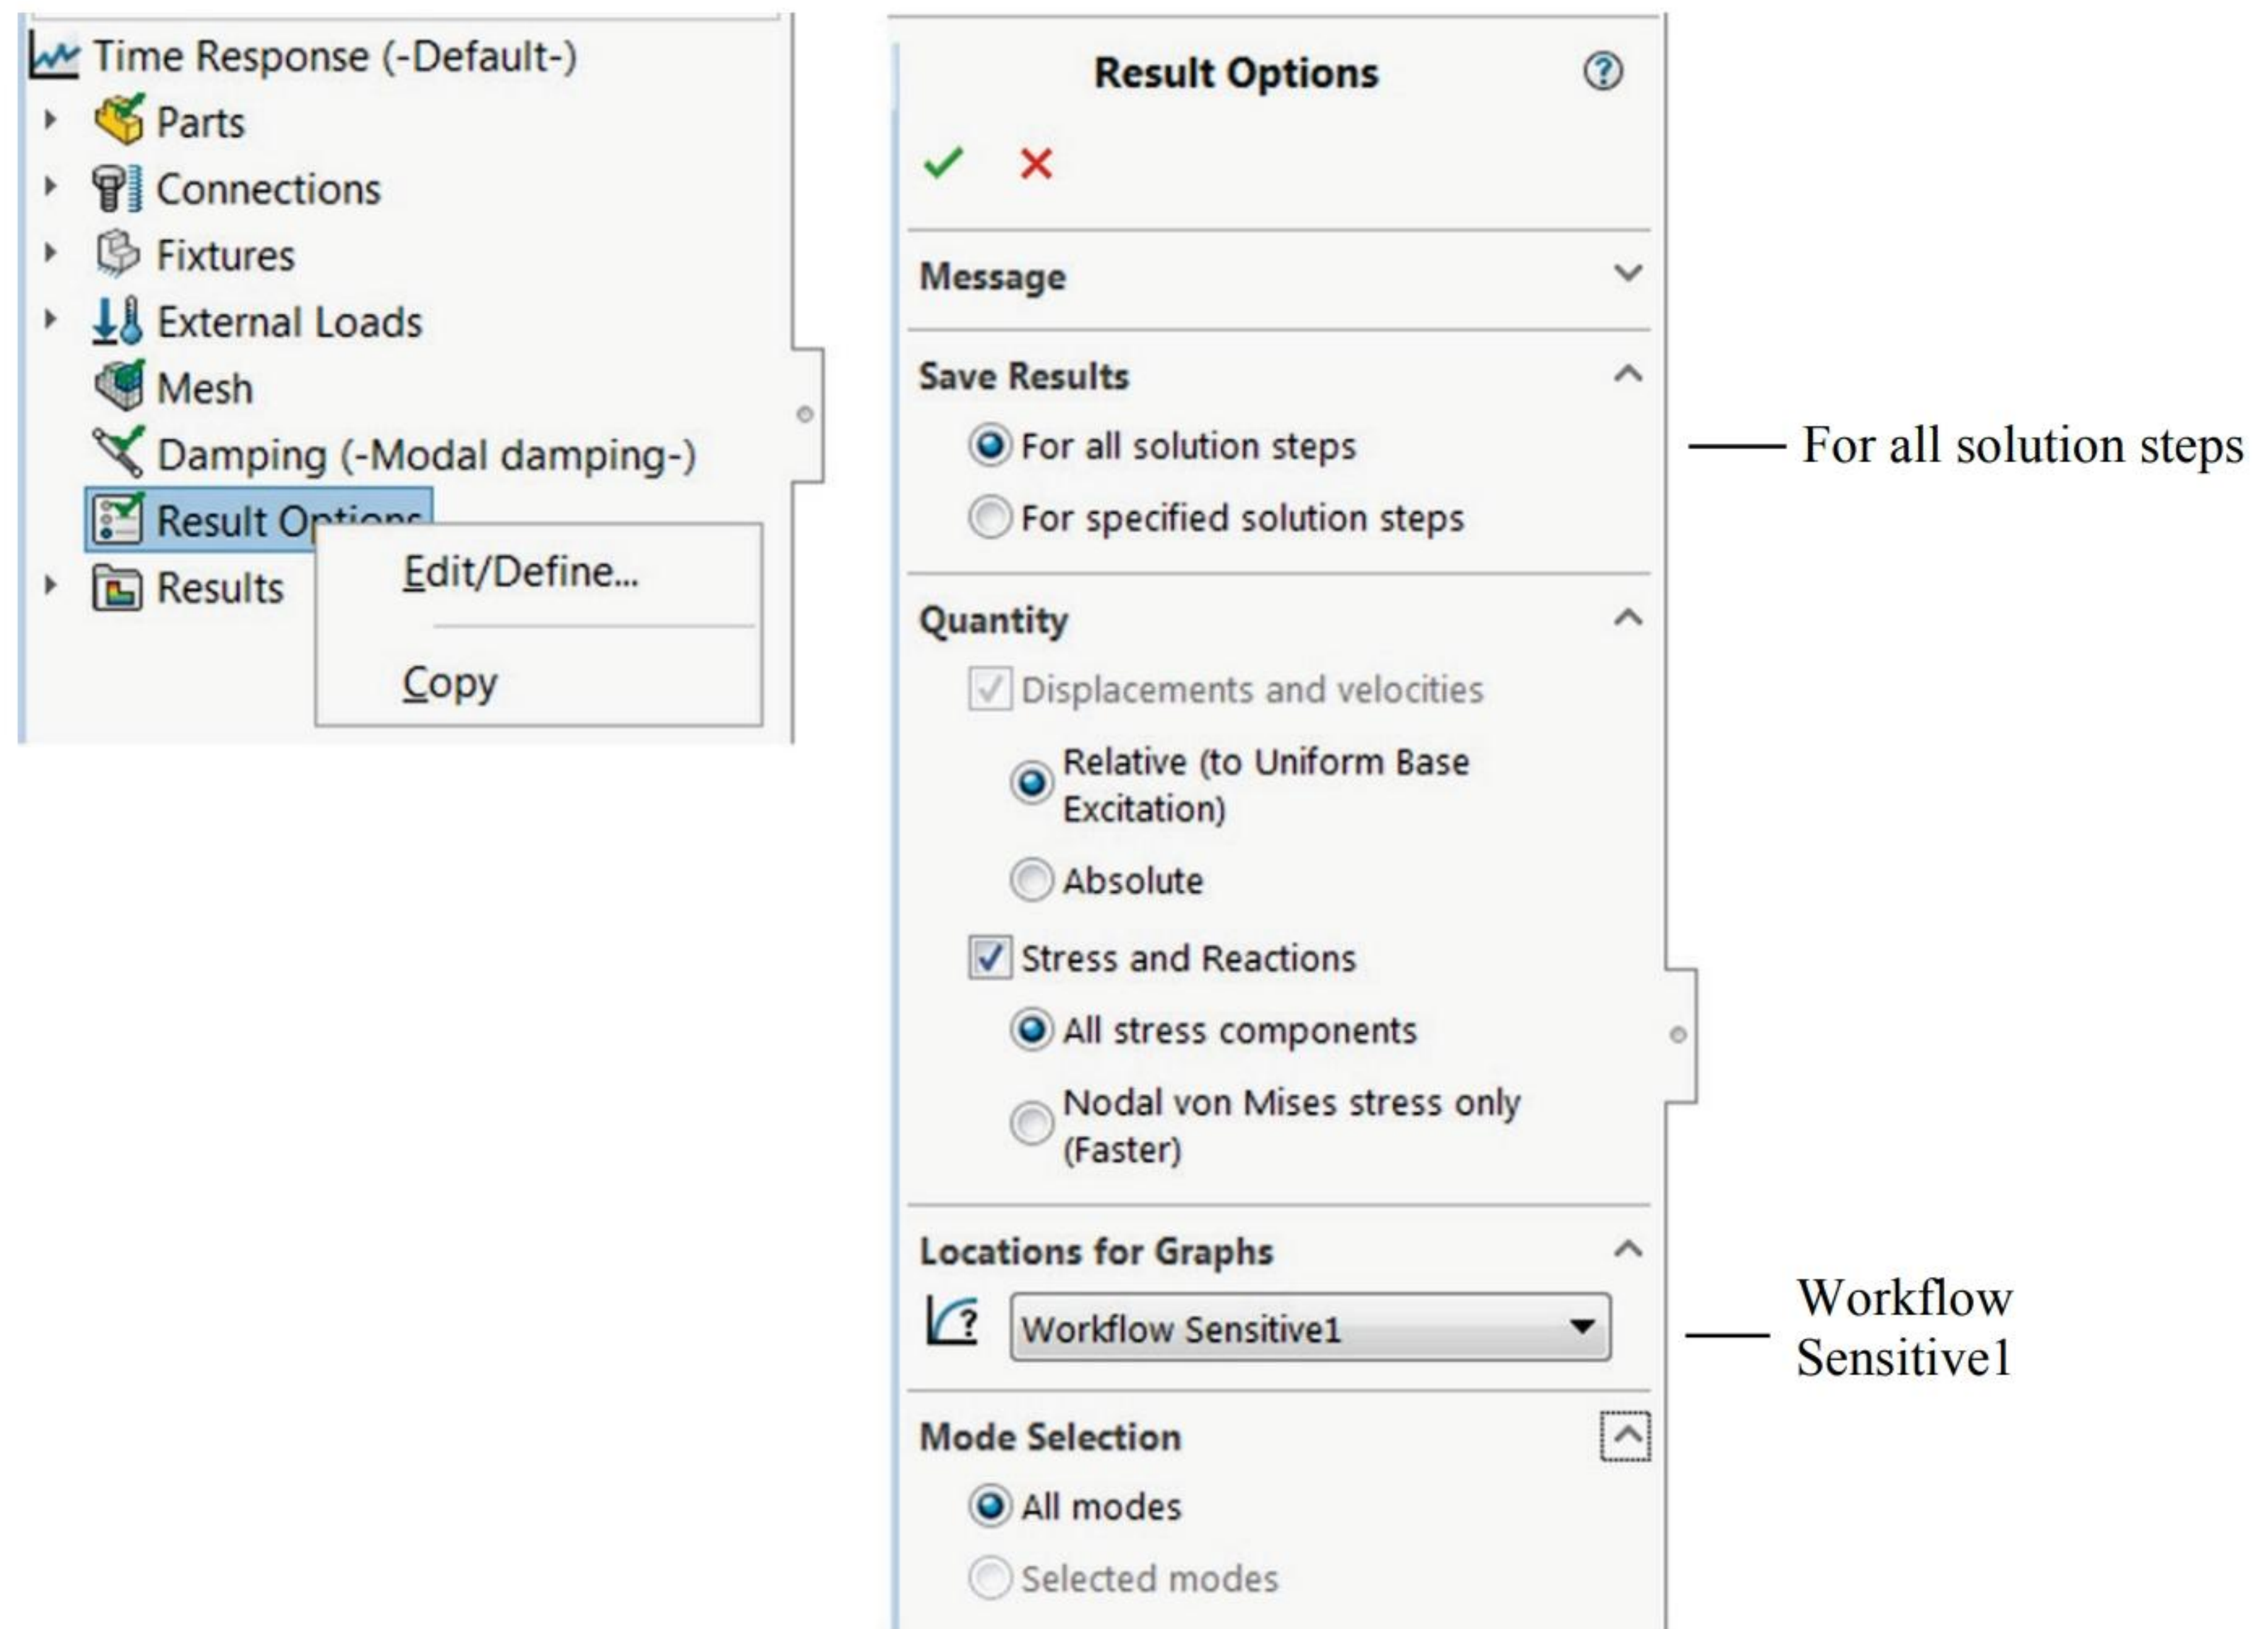 Time Response (-Default-)
Parts
Connections
Fixtures
External Loads
Mesh
Damping (-Modal damping-)
Result Options
Edit/Define...
Results
Copy
Result Options
?
Message
Save Results
For all solution steps
For all solution steps
For specified solution steps
Quantity
Displacements and velocities
Relative (to Uniform Base
Excitation)
Absolute
Stress and Reactions
All stress components
Nodal von Mises stress only
(Faster)
Locations for Graphs
?
Workflow Sensitive1
Workflow
Sensitive1
Mode Selection
All modes
Selected modes